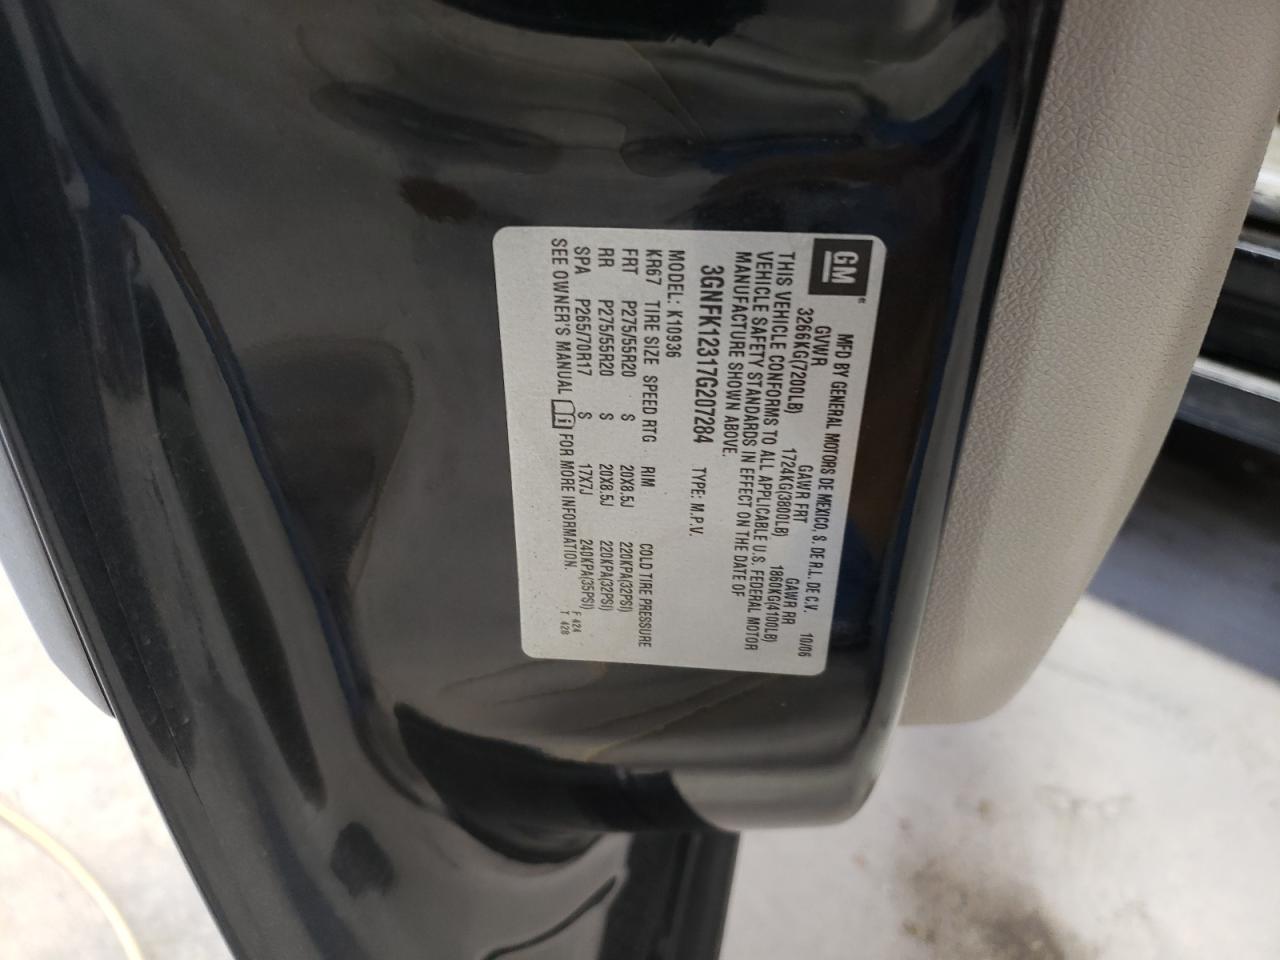 GM
MFD BY GENERAL MOTORS DE MEXICO, S. DE R.L. DE C.V. 10/06
GVWR GAWR FRT GAWR RR
3266KG(7200LB) 1724KG(3800LB) 1860KG(4100LB)
THIS VEHICLE CONFORMS TO ALL APPLICABLE U.S. FEDERAL MOTOR
VEHICLE SAFETY STANDARDS IN EFFECT ON THE DATE OF
MANUFACTURE SHOWN ABOVE.
3GNFK12317G207284 TYPE: M.P.V.
MODEL: K10936
KR67 TIRE SIZE SPEED RTG RIM COLD TIRE PRESSURE
FRT P275/55R20 S 20X8.5J 220KPA(32PSI)
RR P275/55R20 S 20X8.5J 220KPA(32PSI)
SPA P265/70R17 S 17X7J 240KPA(35PSI)
SEE OWNER'S MANUAL i FOR MORE INFORMATION.
F 424
T 428